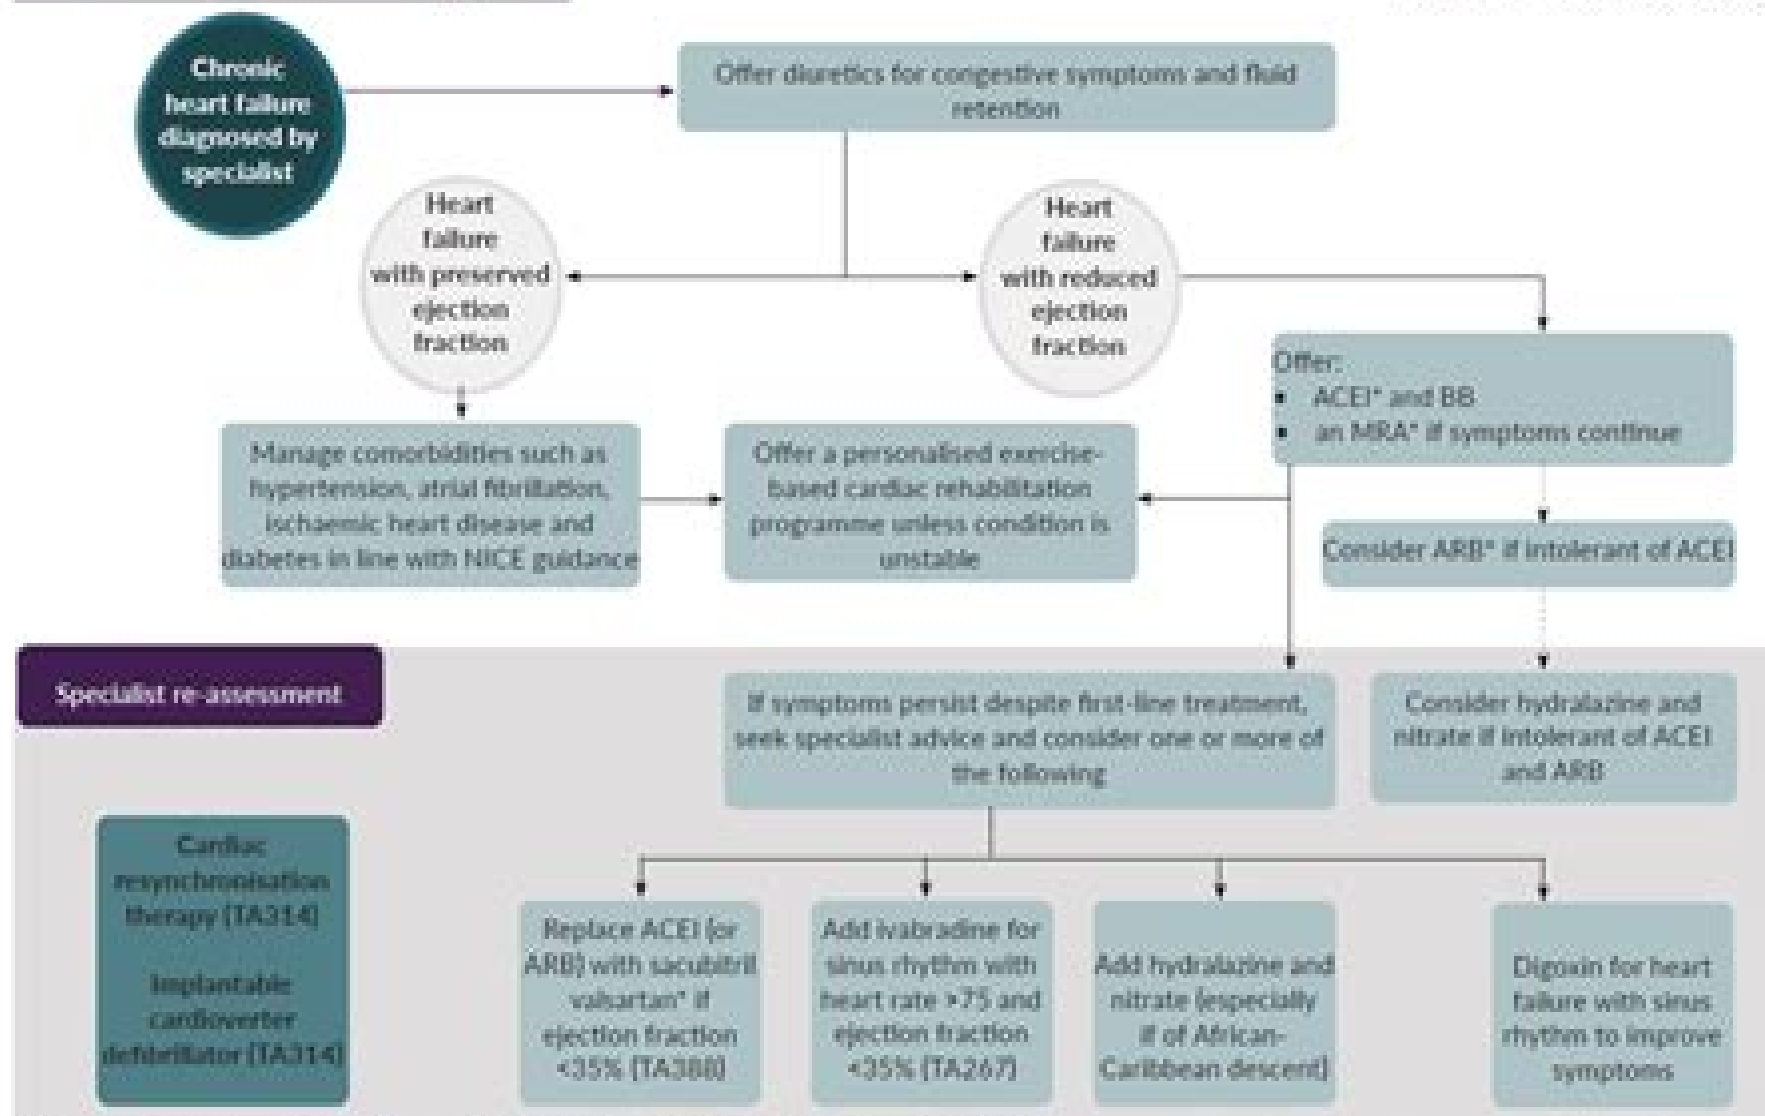 Chronic
heart failure
diagnosed by
specialist
Offer diuretics for congestive symptoms and fluid
retention
Heart
failure
with preserved
ejection
fraction
Heart
failure
with reduced
ejection
fraction
Offer:
• ACEI* and BB
• an MRA* if symptoms continue
Manage comorbidities such as
hypertension, atrial fibrillation,
ischaemic heart disease and
diabetes in line with NICE guidance
Offer a personalised exercise-
based cardiac rehabilitation
programme unless condition is
unstable
Consider ARB* if intolerant of ACEI
Specialist re-assessment
If symptoms persist despite first-line treatment,
seek specialist advice and consider one or more of
the following
Consider hydralazine and
nitrate if intolerant of ACEI
and ARB
Cardiac
resynchronisation
therapy (TA314)
Implantable
cardioverter
defibrillator (TA314)
Replace ACEI (or
ARB) with sacubitril
valsartan* if
ejection fraction
<35% (TA388)
Add ivabradine for
sinus rhythm with
heart rate >75 and
ejection fraction
<35% (TA267)
Add hydralazine and
nitrate (especially
if of African-
Caribbean descent)
Digoxin for heart
failure with sinus
rhythm to improve
symptoms